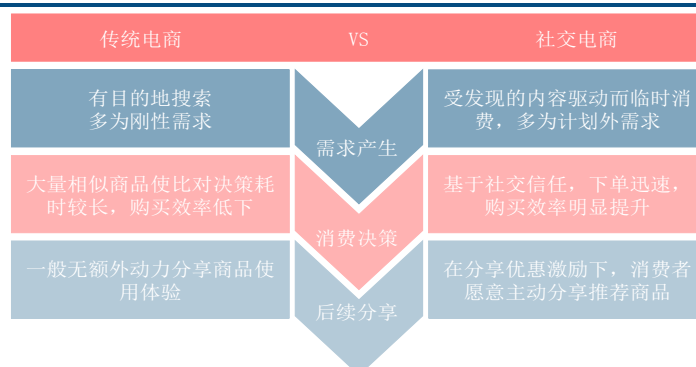 传统电商
VS
社交电商
有目的地搜索
多为刚性需求
需求产生
受发现的内容驱动而临时消
费，多为计划外需求
大量相似商品使比对决策耗
时较长，购买效率低下
消费决策
基于社交信任，下单迅速，
购买效率明显提升
一般无额外动力分享商品使
用体验
后续分享
在分享优惠激励下，消费者
愿意主动分享推荐商品